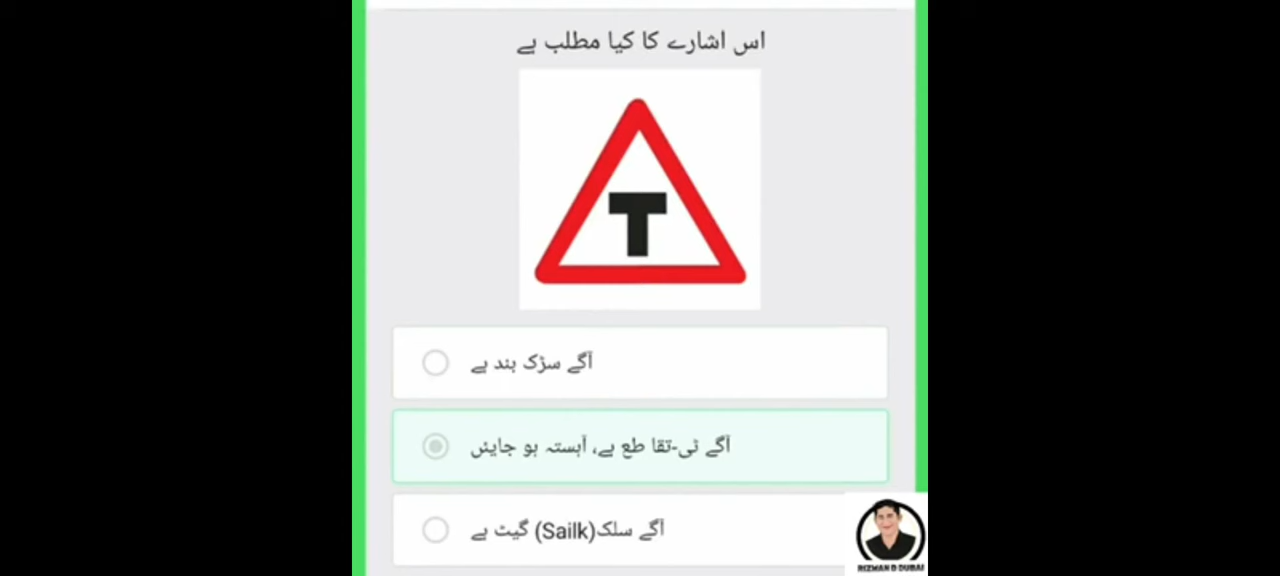 اس اشارے کا کیا مطلب ہے
T
آگے سڑک بند ہے
آگے ٹی-تقا طع ہے، آہستہ ہو جایئں
آگے سلک(Sailk) گیٹ ہے
RIZWAN D DUBAI